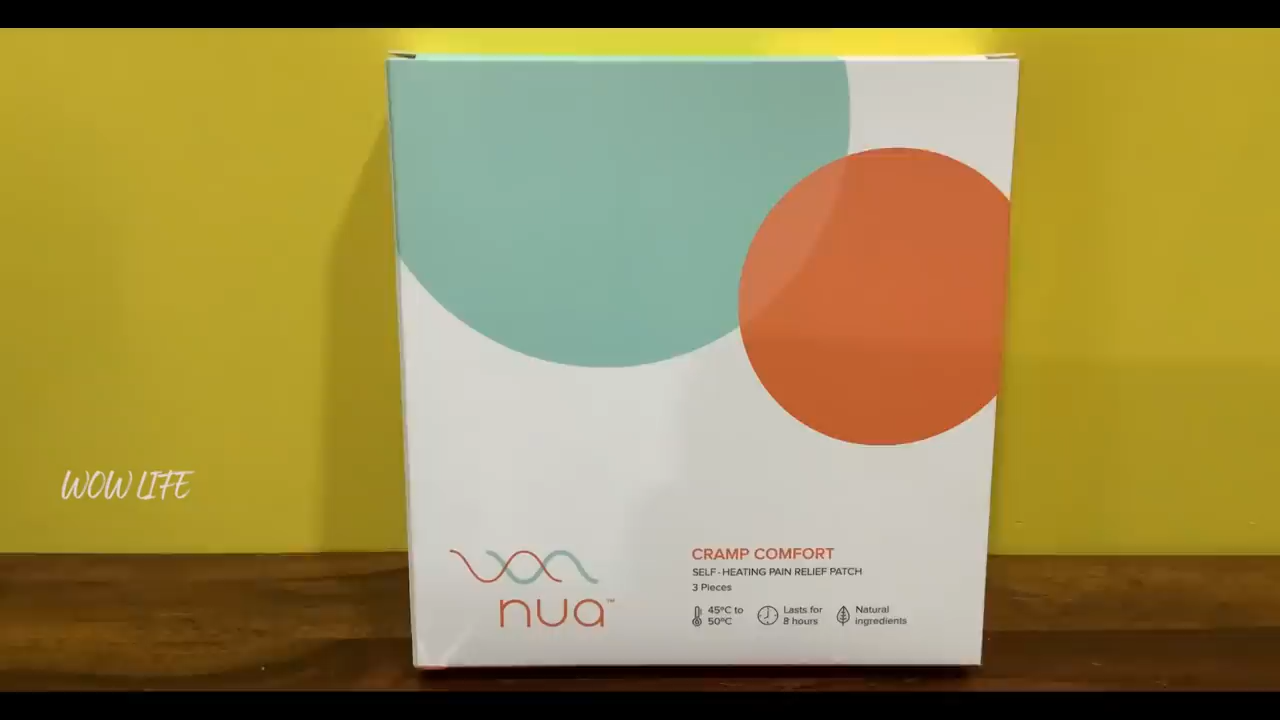 WOW LIFE
nua™
CRAMP COMFORT
SELF-HEATING PAIN RELIEF PATCH
3 Pieces
45°C to
50°C
Lasts for
8 hours
Natural
ingredients